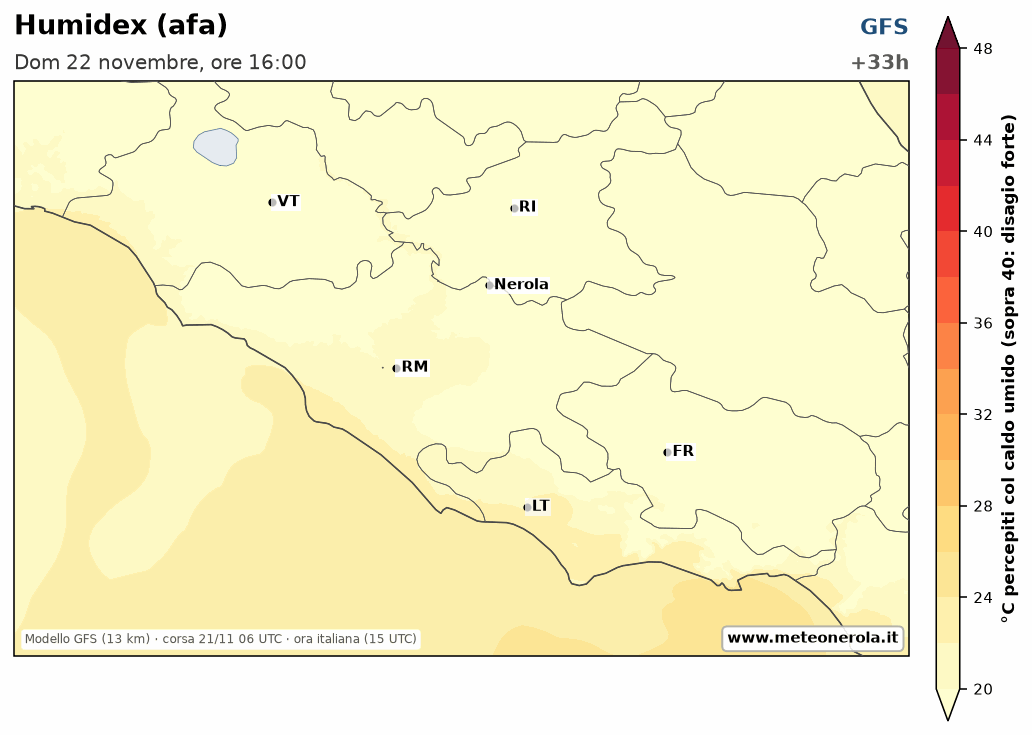 Humidex (afa)
GFS
Dom 22 novembre, ore 16:00
+33h
48
44
40
36
32
28
24
20
°C percepiti col caldo umido (sopra 40: disagio forte)
VT
RI
Nerola
RM
FR
LT
Modello GFS (13 km) · corsa 21/11 06 UTC · ora italiana (15 UTC)
www.meteonerola.it